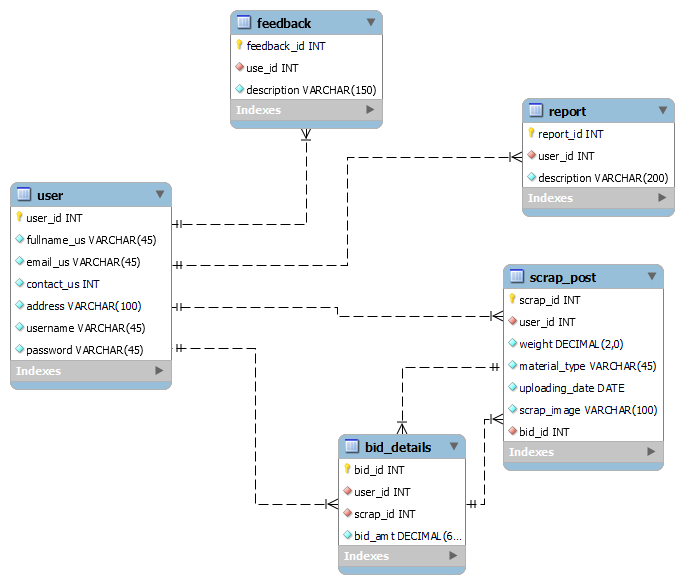 feedback
feedback_id INT
use_id INT
description VARCHAR(150)
Indexes
report
report_id INT
user_id INT
description VARCHAR(200)
Indexes
user
user_id INT
fullname_us VARCHAR(45)
email_us VARCHAR(45)
contact_us INT
address VARCHAR(100)
username VARCHAR(45)
password VARCHAR(45)
Indexes
scrap_post
scrap_id INT
user_id INT
weight DECIMAL(2,0)
material_type VARCHAR(45)
uploading_date DATE
scrap_image VARCHAR(100)
bid_id INT
Indexes
bid_details
bid_id INT
user_id INT
scrap_id INT
bid_amt DECIMAL(6...
Indexes